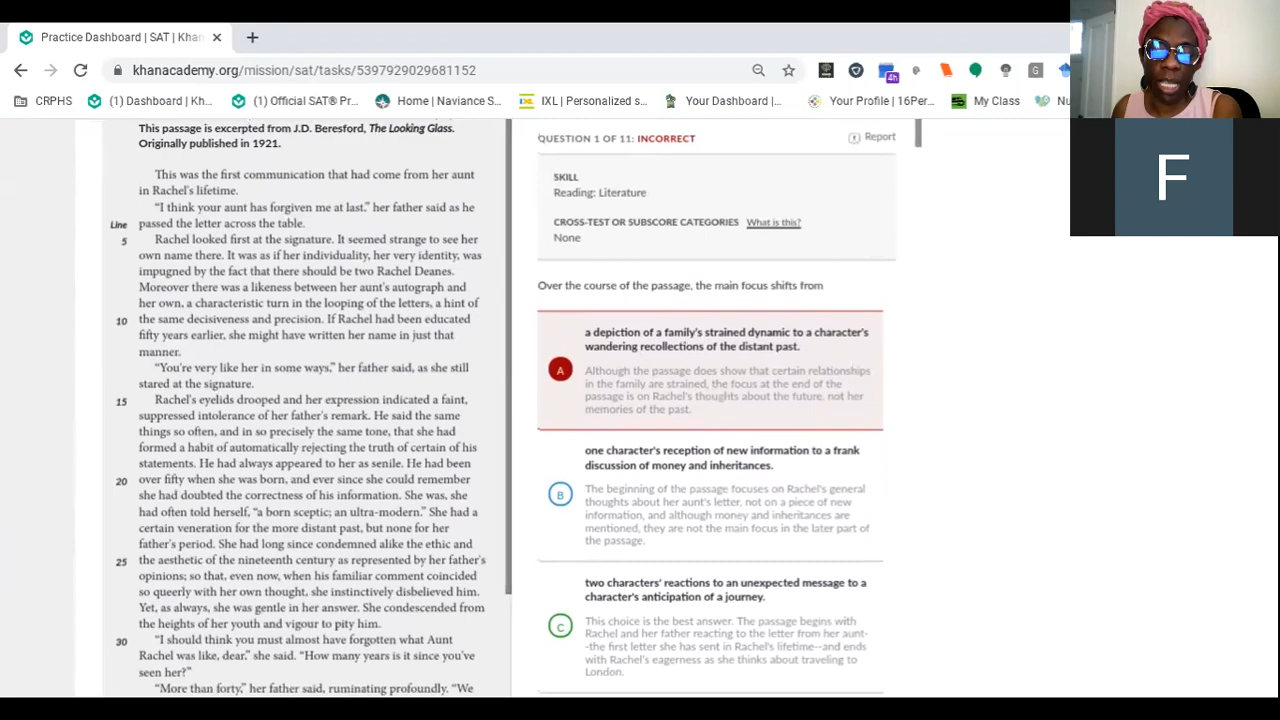 Practice Dashboard | SAT | Khan
khanacademy.org/mission/sat/tasks/5397929029681152
4h
CRPHS
(1) Dashboard | Kh...
(1) Official SAT® Pr...
Home | Naviance S...
IXL | Personalized s...
Your Dashboard |...
Your Profile | 16Per...
My Class
Nu
This passage is excerpted from J.D. Beresford, The Looking Glass.
Originally published in 1921.
This was the first communication that had come from her aunt
in Rachel's lifetime.
"I think your aunt has forgiven me at last," her father said as he
Line passed the letter across the table.
5 Rachel looked first at the signature. It seemed strange to see her
own name there. It was as if her individuality, her very identity, was
impugned by the fact that there should be two Rachel Deanes.
Moreover there was a likeness between her aunt's autograph and
her own, a characteristic turn in the looping of the letters, a hint of
10 the same decisiveness and precision. If Rachel had been educated
fifty years earlier, she might have written her name in just that
manner.
"You're very like her in some ways," her father said, as she still
stared at the signature.
15 Rachel's eyelids drooped and her expression indicated a faint,
suppressed intolerance of her father's remark. He said the same
things so often, and in so precisely the same tone, that she had
formed a habit of automatically rejecting the truth of certain of his
statements. He had always appeared to her as senile. He had been
20 over fifty when she was born, and ever since she could remember
she had doubted the correctness of his information. She was, she
had often told herself, "a born sceptic; an ultra-modern." She had a
certain veneration for the more distant past, but none for her
father's period. She had long since condemned alike the ethic and
25 the aesthetic of the nineteenth century as represented by her father's
opinions; so that, even now, when his familiar comment coincided
so queerly with her own thought, she instinctively disbelieved him.
Yet, as always, she was gentle in her answer. She condescended from
the heights of her youth and vigour to pity him.
30 "I should think you must almost have forgotten what Aunt
Rachel was like, dear," she said. "How many years is it since you've
seen her?"
"More than forty," her father said, ruminating profoundly. "We
QUESTION 1 OF 11: INCORRECT
Report
SKILL
Reading: Literature
CROSS-TEST OR SUBSCORE CATEGORIES What is this?
None
Over the course of the passage, the main focus shifts from
A
a depiction of a family's strained dynamic to a character's
wandering recollections of the distant past.
Although the passage does show that certain relationships
in the family are strained, the focus at the end of the
passage is on Rachel's thoughts about the future, not her
memories of the past.
B
one character's reception of new information to a frank
discussion of money and inheritances.
The beginning of the passage focuses on Rachel's general
thoughts about her aunt's letter, not on a piece of new
information, and although money and inheritances are
mentioned, they are not the main focus in the later part of
the passage.
C
two characters' reactions to an unexpected message to a
character's anticipation of a journey.
This choice is the best answer. The passage begins with
Rachel and her father reacting to the letter from her aunt-
-the first letter she has sent in Rachel's lifetime--and ends
with Rachel's eagerness as she thinks about traveling to
London.
F